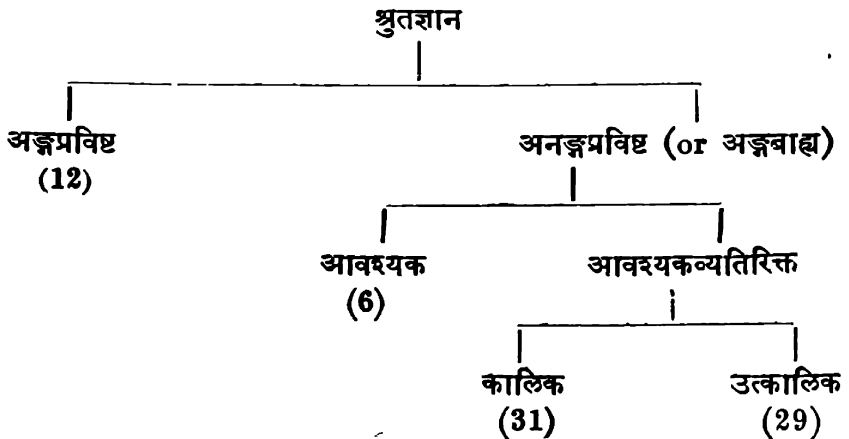 श्रुतज्ञान
अङ्गप्रविष्ट
(12)
अनङ्गप्रविष्ट (or अङ्गबाह्य)
आवश्यक
(6)
आवश्यकव्यतिरिक्त
कालिक
(31)
उत्कालिक
(29)